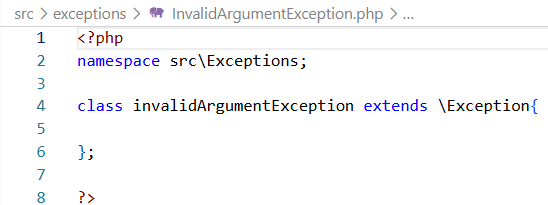 src > exceptions > InvalidArgumentException.php > ...
1 <?php
2 namespace src\Exceptions;
3
4 class invalidArgumentException extends \Exception{
5
6 };
7
8 ?>